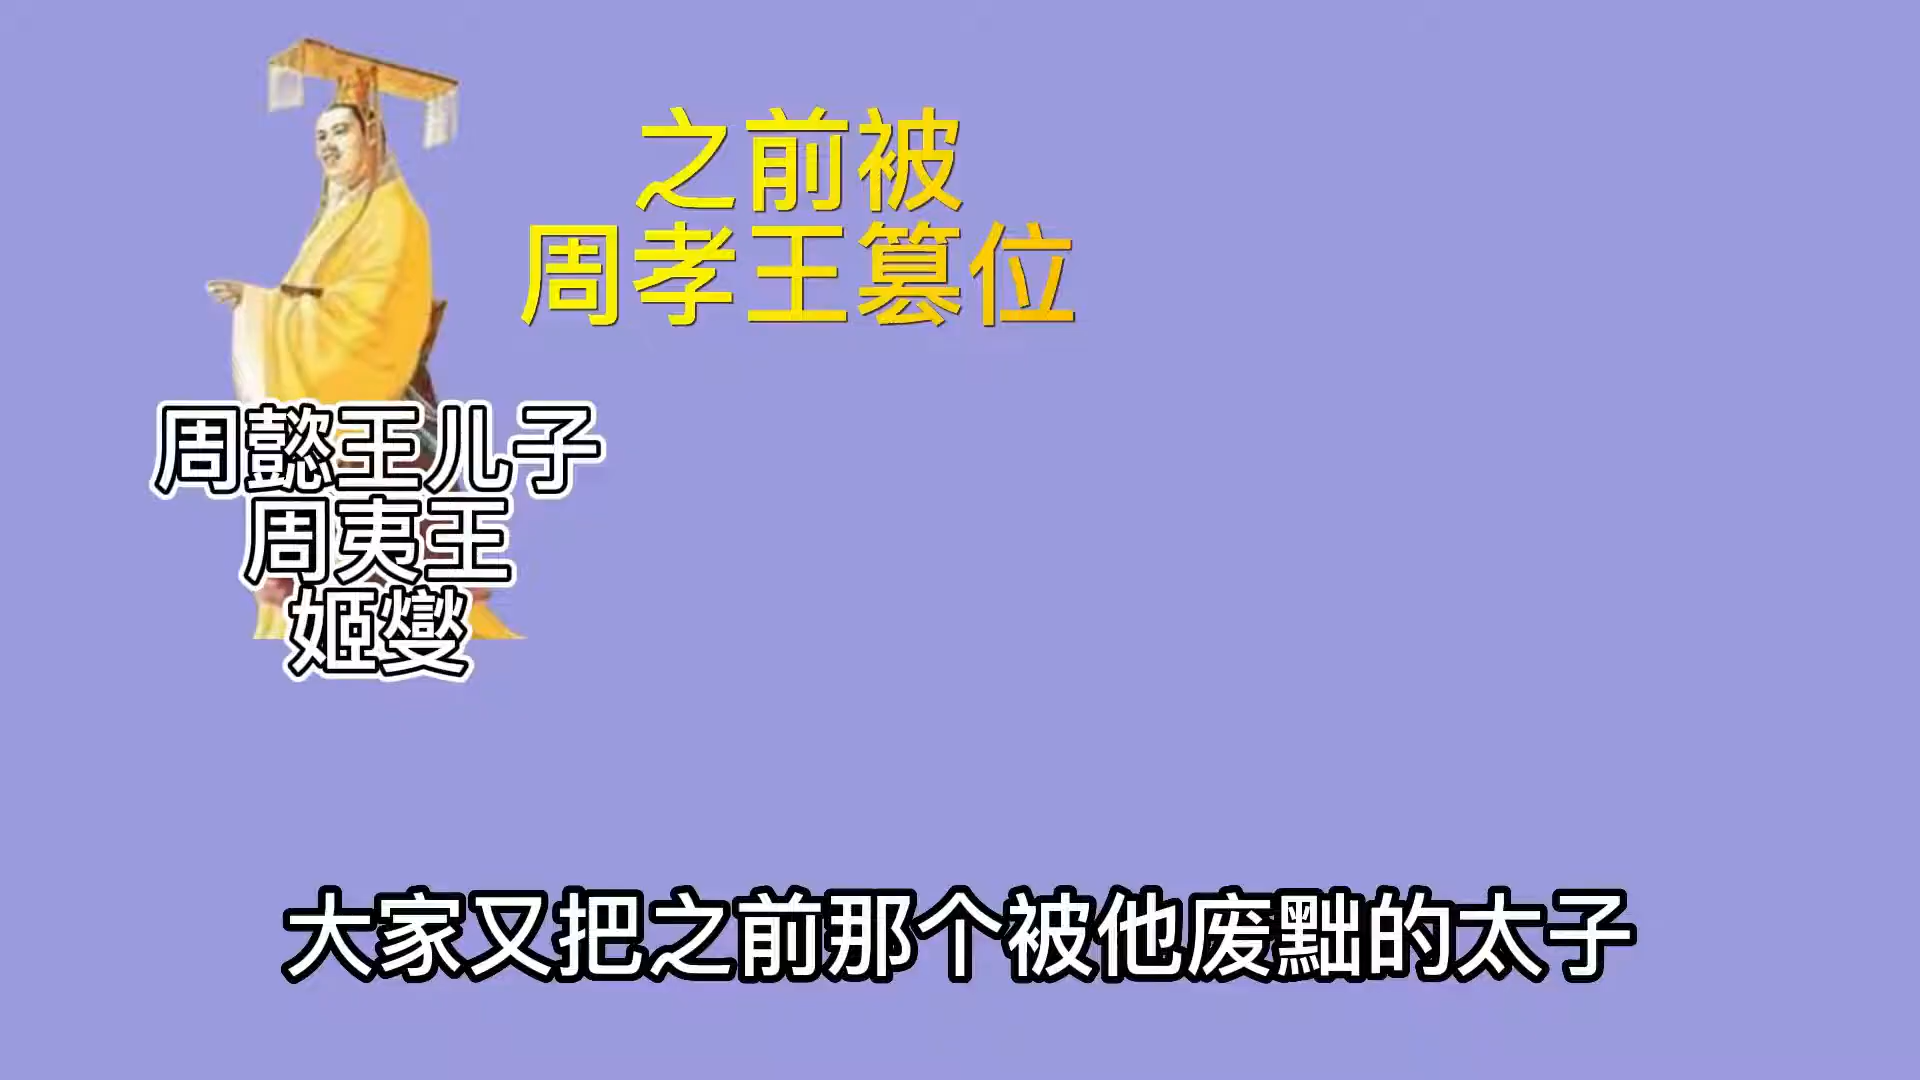 之前被
周孝王篡位
周懿王儿子
周夷王
姬燮
大家又把之前那个被他废黜的太子